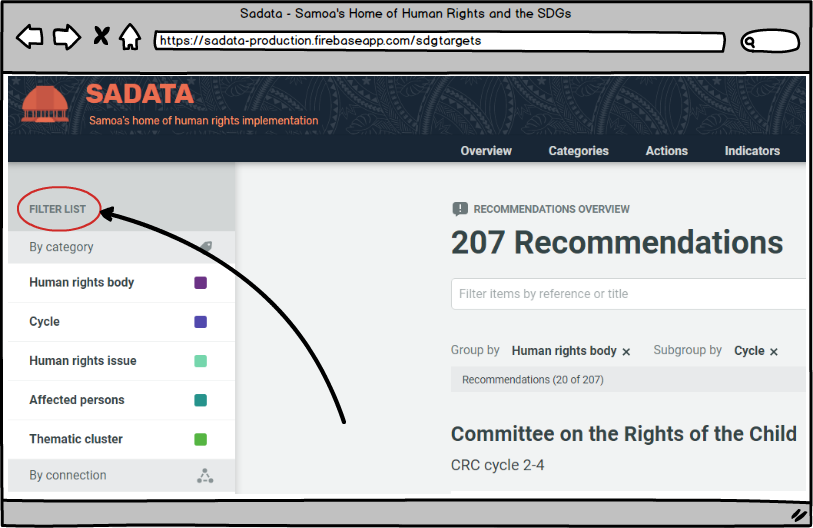 Sadata - Samoa's Home of Human Rights and the SDGs
https://sadata-production.firebaseapp.com/sdgtargets
SADATA
Samoa's home of human rights implementation
Overview Categories Actions Indicators
FILTER LIST
By category
Human rights body
Cycle
Human rights issue
Affected persons
Thematic cluster
By connection
RECOMMENDATIONS OVERVIEW
207 Recommendations
Filter items by reference or title
Group by Human rights body × Subgroup by Cycle ×
Recommendations (20 of 207)
Committee on the Rights of the Child
CRC cycle 2-4